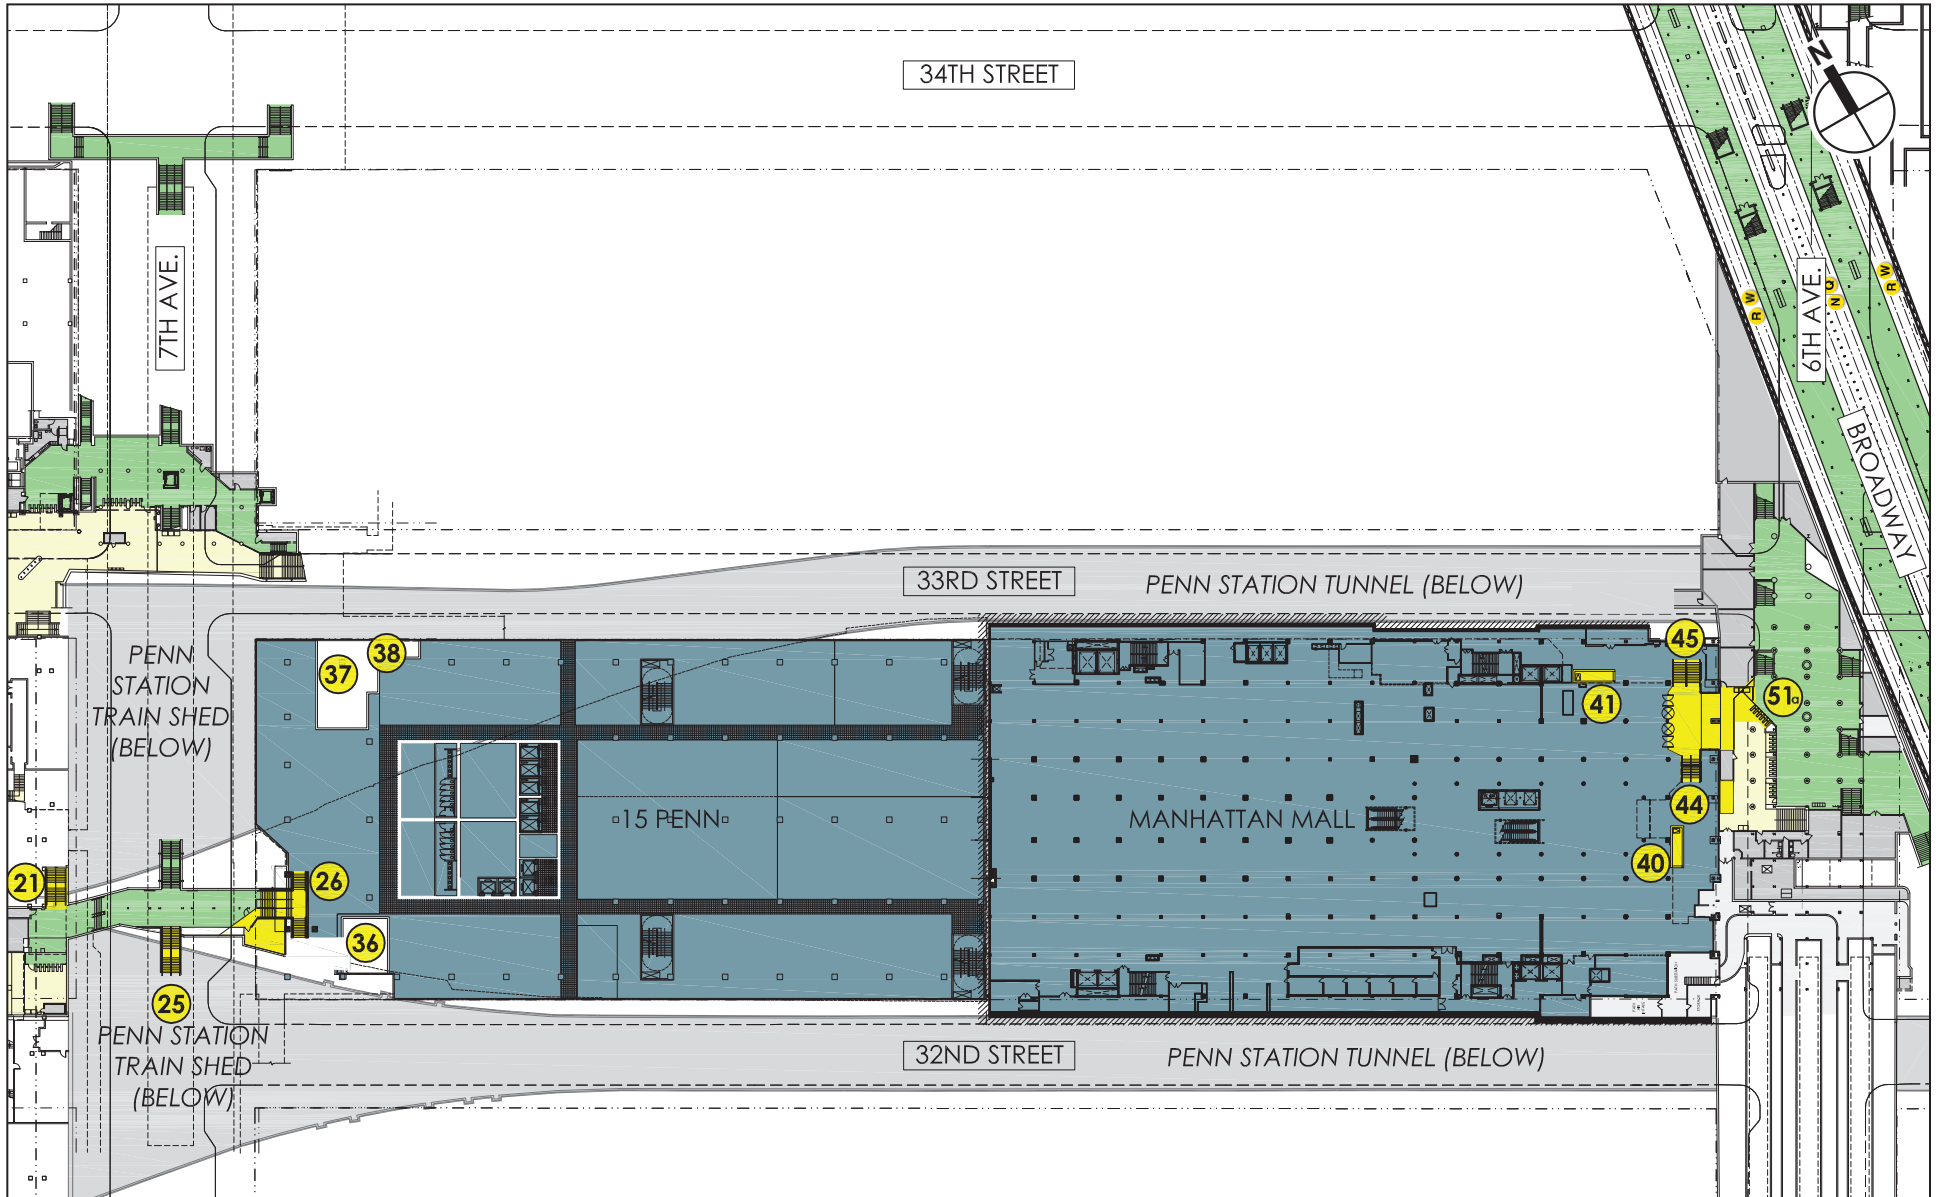 34TH STREET
N
7TH AVE.
6TH AVE.
R W
N Q
R W
BROADWAY
33RD STREET
PENN STATION TUNNEL (BELOW)
PENN
STATION
TRAIN SHED
(BELOW)
37
38
45
41
51a
15 PENN
MANHATTAN MALL
44
40
21
26
36
25
PENN STATION
TRAIN SHED
(BELOW)
32ND STREET
PENN STATION TUNNEL (BELOW)